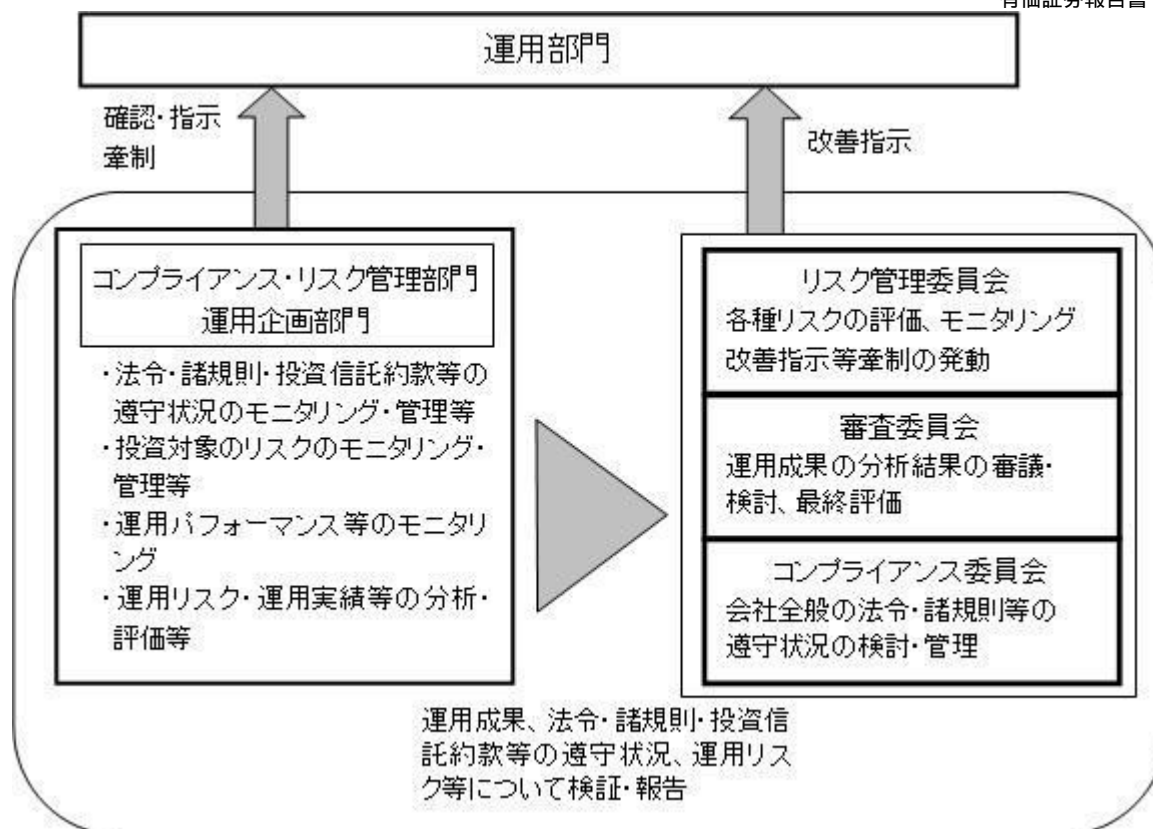 有価証券報告書
運用部門
確認・指示
牽制
改善指示
コンプライアンス・リスク管理部門
運用企画部門
・法令・諸規則・投資信託約款等の
遵守状況のモニタリング・管理等
・投資対象のリスクのモニタリング・
管理等
・運用パフォーマンス等のモニタリ
ング
・運用リスク・運用実績等の分析・
評価等
リスク管理委員会
各種リスクの評価、モニタリング
改善指示等牽制の発動
審査委員会
運用成果の分析結果の審議・
検討、最終評価
コンプライアンス委員会
会社全般の法令・諸規則等の
遵守状況の検討・管理
運用成果、法令・諸規則・投資信
託約款等の遵守状況、運用リス
ク等について検証・報告